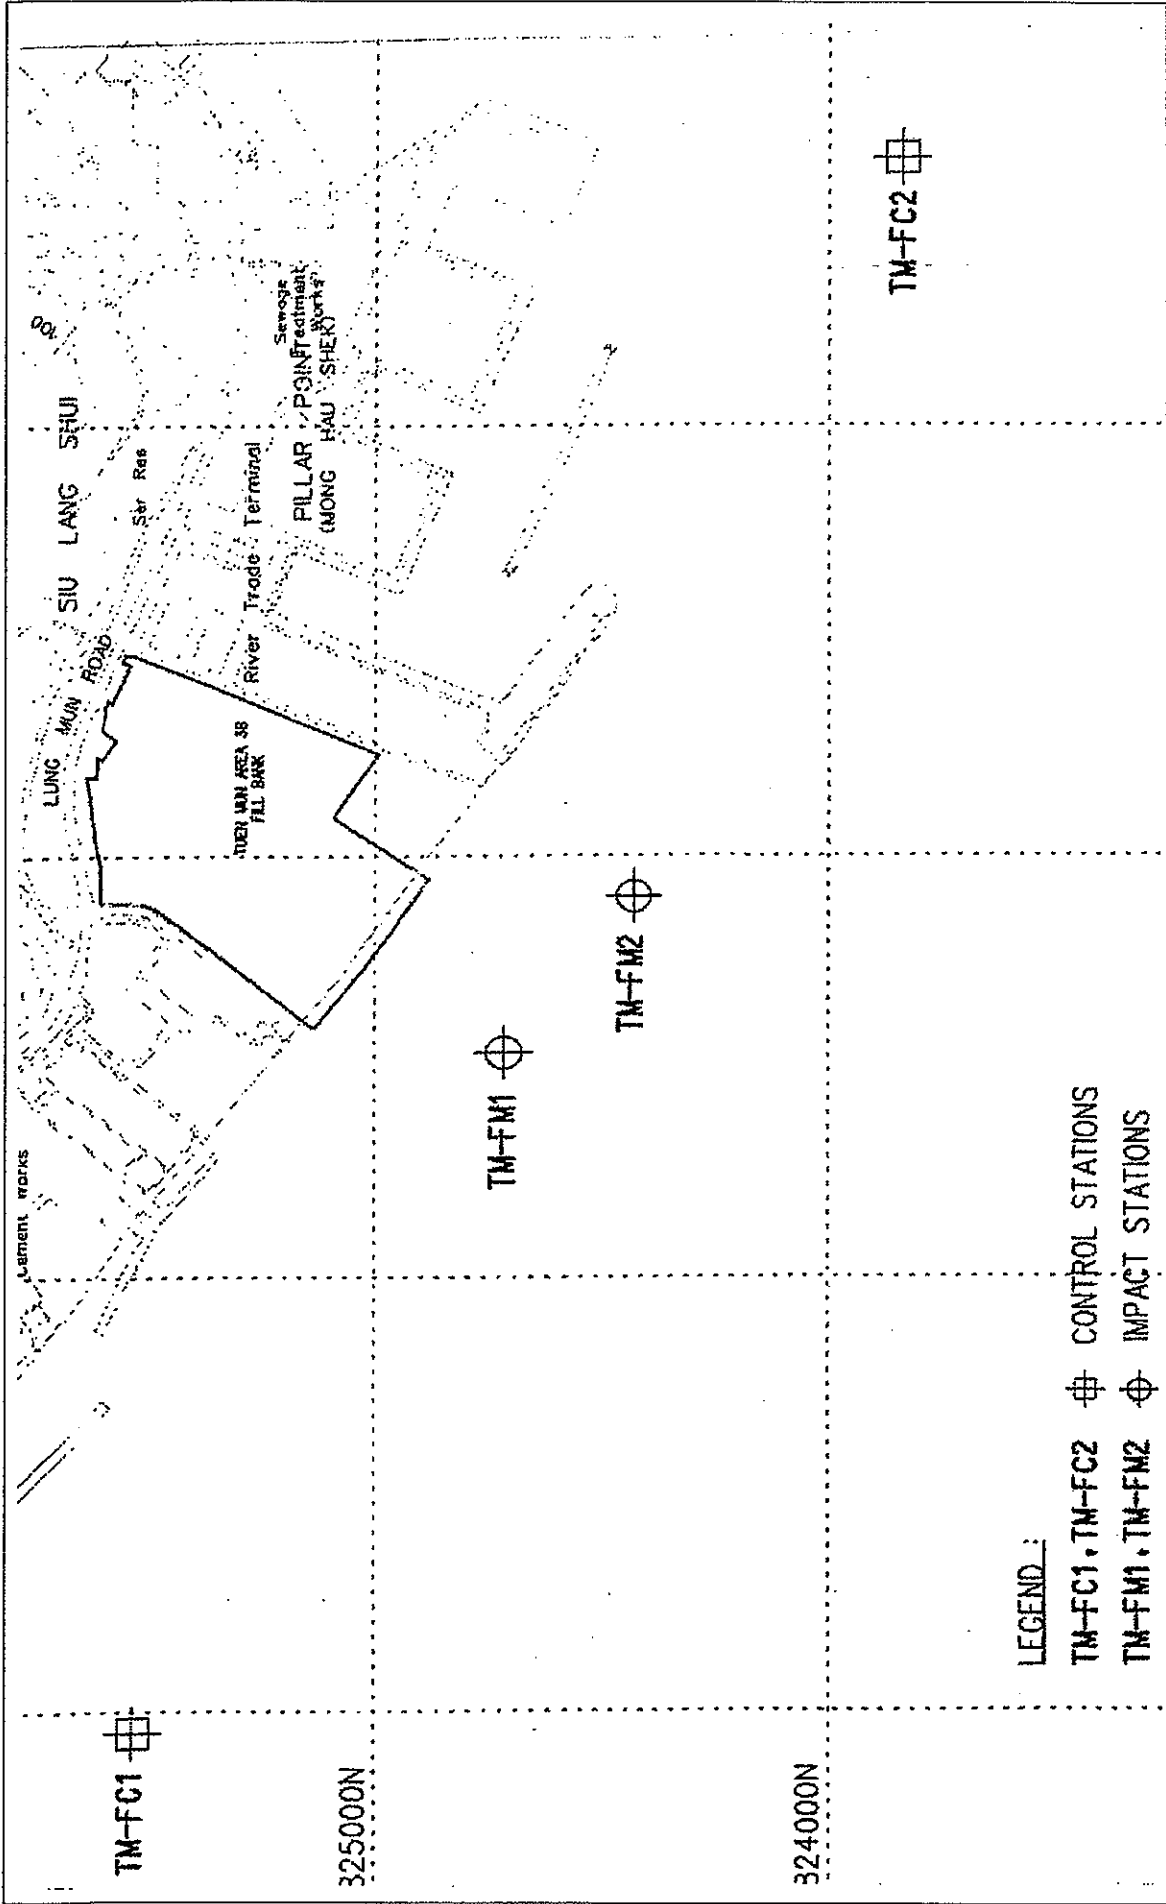 100
SIU LANG SHUI
LUNG MUN ROAD
Ser Res
Sewage
Treatment
Works
River Trade Terminal
PILLAR POINT
(MONG HAU SHEK)
TUEN MUN AREA 38
FILL BANK
Cement Works
TM-FC1
TM-FM1
TM-FM2
TM-FC2
325000N
324000N
LEGEND :
TM-FC1,TM-FC2 CONTROL STATIONS
TM-FM1,TM-FM2 IMPACT STATIONS